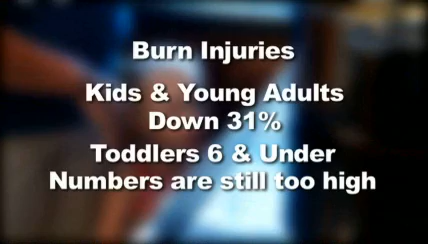 Burn Injuries
Kids & Young Adults
Down 31%
Toddlers 6 & Under
Numbers are still too high